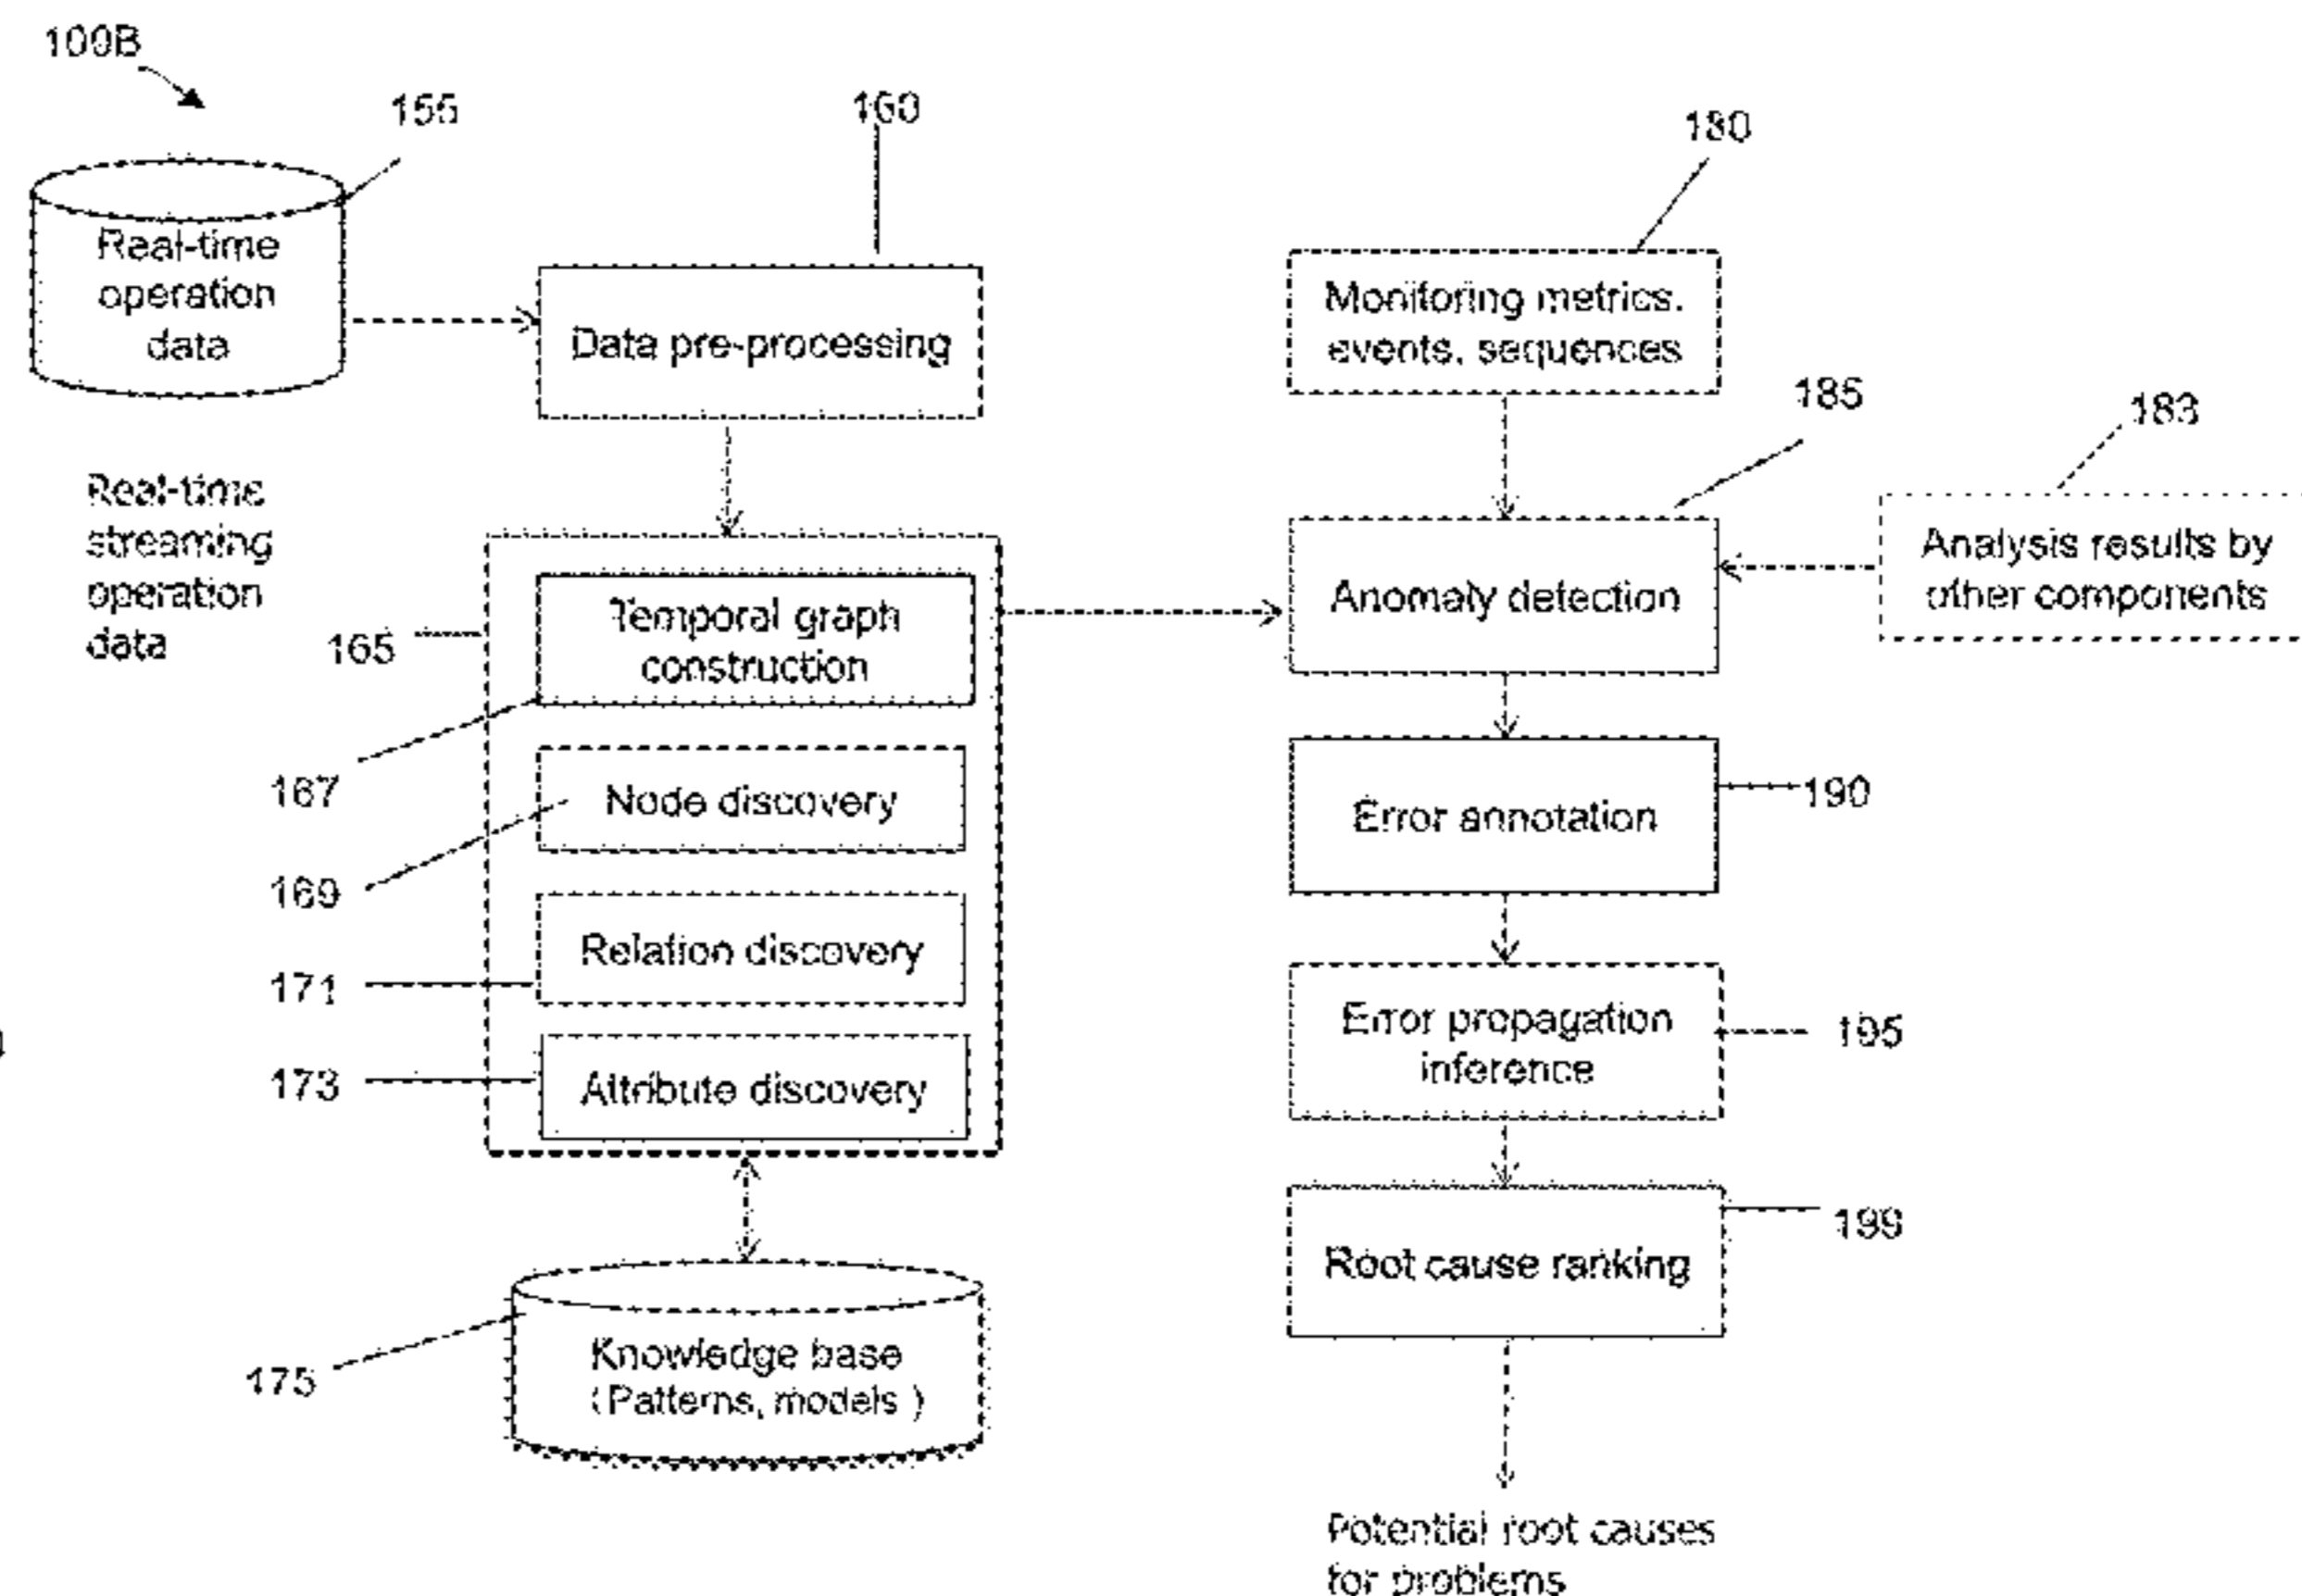 100B
155
160
180
Real-time
operation
data
Data pre-processing
Monitoring metrics,
events, sequences
185
183
Real-time
streaming
operation
data
165
Temporal graph
construction
Anomaly detection
Analysis results by
other components
167
Node discovery
Error annotation
190
169
Relation discovery
171
Error propagation
inference
195
173
Attribute discovery
Root cause ranking
199
175
Knowledge base
(Patterns, models)
Potential root causes
for problems